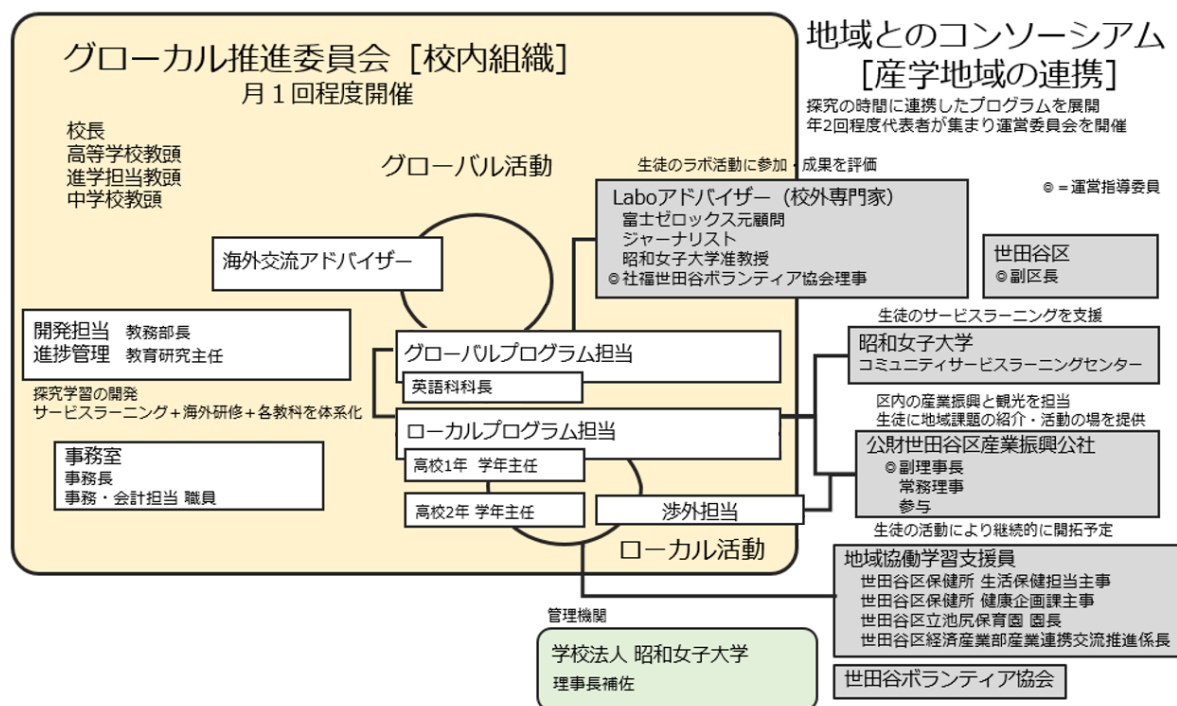 グローカル推進委員会［校内組織］
月１回程度開催
校長
高等学校教頭
進学担当教頭
中学校教頭
グローバル活動
海外交流アドバイザー
開発担当 教務部長
進捗管理 教育研究主任
探究学習の開発
サービスラーニング＋海外研修＋各教科を体系化
事務室
事務長
事務・会計担当 職員
グローバルプログラム担当
英語科科長
ローカルプログラム担当
高校1年 学年主任
高校2年 学年主任
渉外担当
ローカル活動
地域とのコンソーシアム
［産学地域の連携］
探究の時間に連携したプログラムを展開
年2回程度代表者が集まり運営委員会を開催
◎＝運営指導委員
生徒のラボ活動に参加・成果を評価
Laboアドバイザー（校外専門家）
富士ゼロックス元顧問
ジャーナリスト
昭和女子大学准教授
◎社福世田谷ボランティア協会理事
世田谷区
◎副区長
生徒のサービスラーニングを支援
昭和女子大学
コミュニティサービスラーニングセンター
区内の産業振興と観光を担当
生徒に地域課題の紹介・活動の場を提供
公財世田谷区産業振興公社
◎副理事長
常務理事
参与
生徒の活動により継続的に開拓予定
地域協働学習支援員
世田谷区保健所 生活保健担当主事
世田谷区保健所 健康企画課主事
世田谷区立池尻保育園 園長
世田谷区経済産業部産業連携交流推進係長
世田谷ボランティア協会
管理機関
学校法人 昭和女子大学
理事長補佐